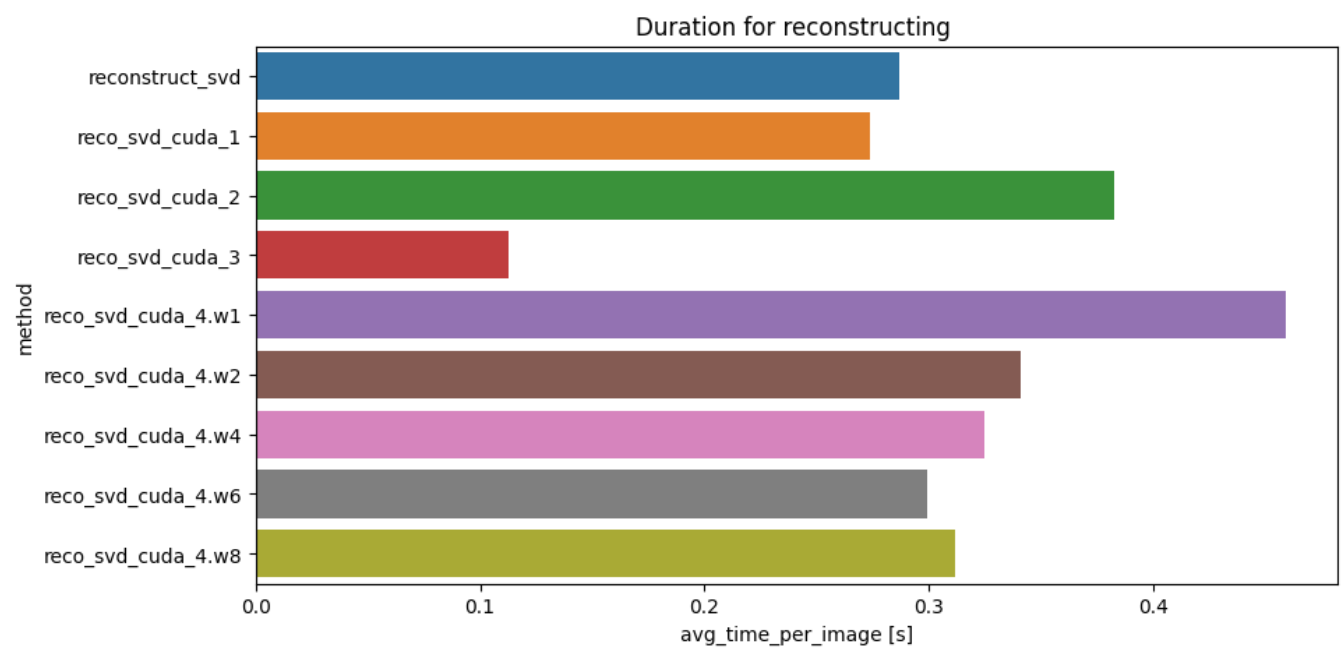 Duration for reconstructing
reconstruct_svd
reco_svd_cuda_1
reco_svd_cuda_2
reco_svd_cuda_3
reco_svd_cuda_4.w1
reco_svd_cuda_4.w2
reco_svd_cuda_4.w4
reco_svd_cuda_4.w6
reco_svd_cuda_4.w8
method
0.0 0.1 0.2 0.3 0.4
avg_time_per_image [s]